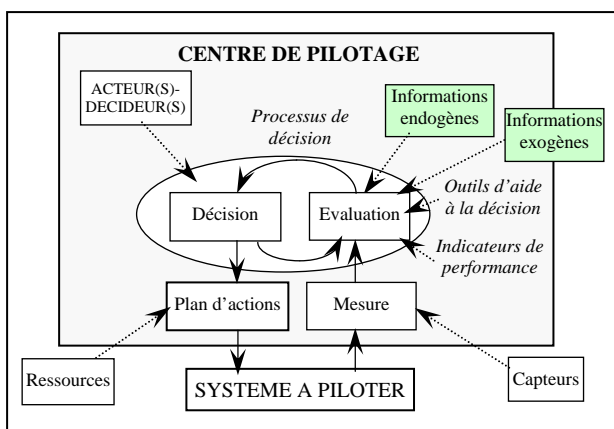 CENTRE DE PILOTAGE
ACTEUR(S)-
DECIDEUR(S)
Processus de
décision
Informations
endogènes
Informations
exogènes
Outils d’aide
à la décision
Décision
Evaluation
Indicateurs de
performance
Plan d’actions
Mesure
Ressources
SYSTEME A PILOTER
Capteurs